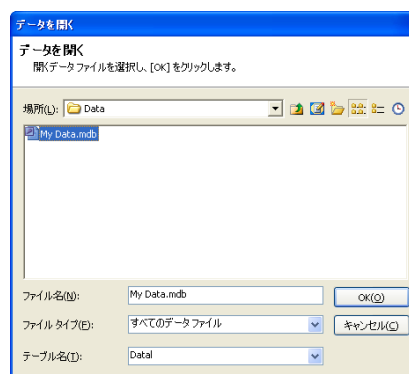 データを開く
データを開く
開くデータ ファイルを選択し、[OK] をクリックします。
場所(L): Data
My Data.mdb
ファイル名(N): My Data.mdb OK(O)
ファイル タイプ(E): すべてのデータ ファイル キャンセル(C)
テーブル名(T): Data1